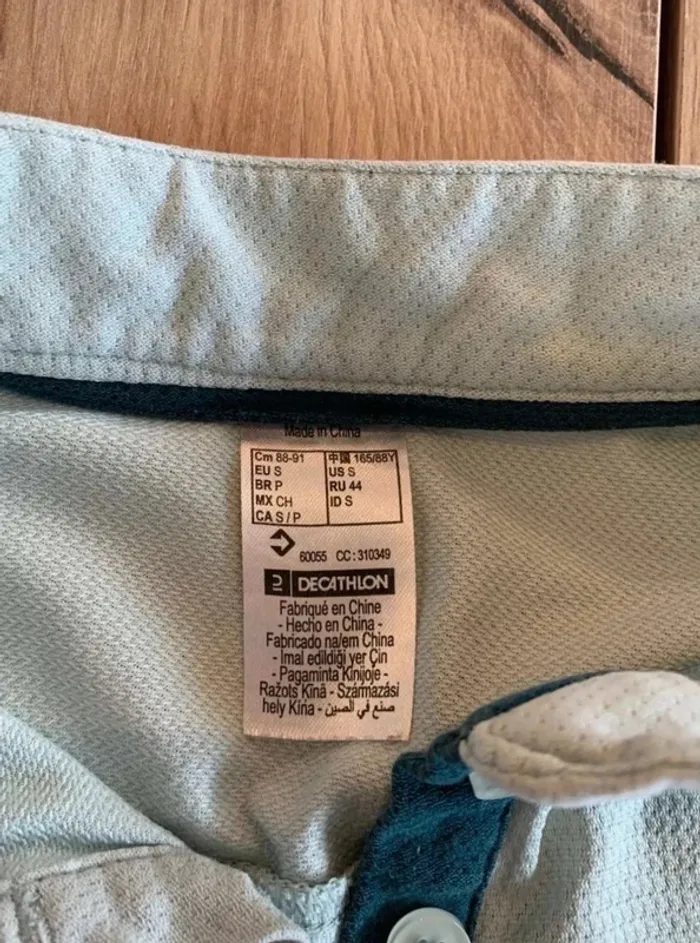 Made in China
Cm 88-91 中国 165/88Y
EU S US S
BR P RU 44
MX CH ID S
CA S / P
60055 CC : 310349
DECATHLON
Fabriqué en Chine
- Hecho en China -
Fabricado na/em China
- Imal edildiği yer Çin
- Pagaminta Kinijoje -
Ražots Ķīnā - Származási
hely Kína - صنع في الصين